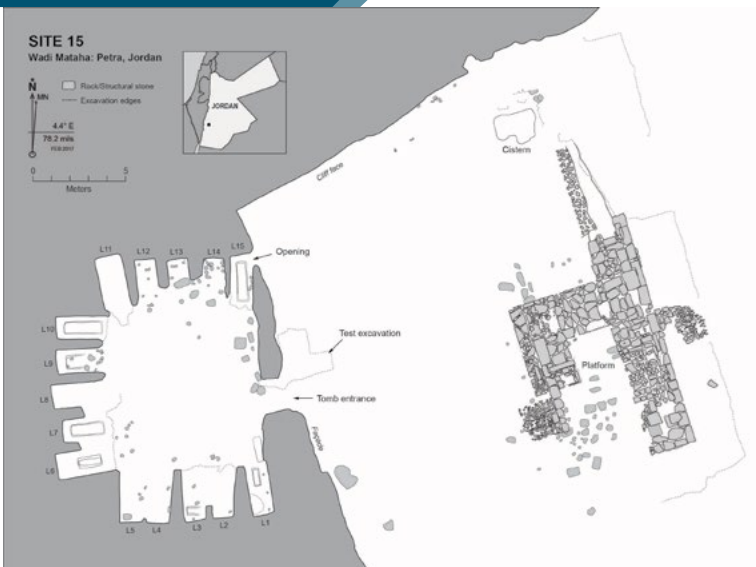 SITE 15
Wadi Mataha: Petra, Jordan
N
MN
Rock/Structural stone
Excavation edges
4.4° E
78.2 mils
0 5
Meters
JORDAN
Cliff face
Cistern
L11
L12
L13
L14
L15
Opening
L10
L9
L8
L7
L6
Test excavation
Tomb entrance
Platform
Façade
L5
L4
L3
L2
L1